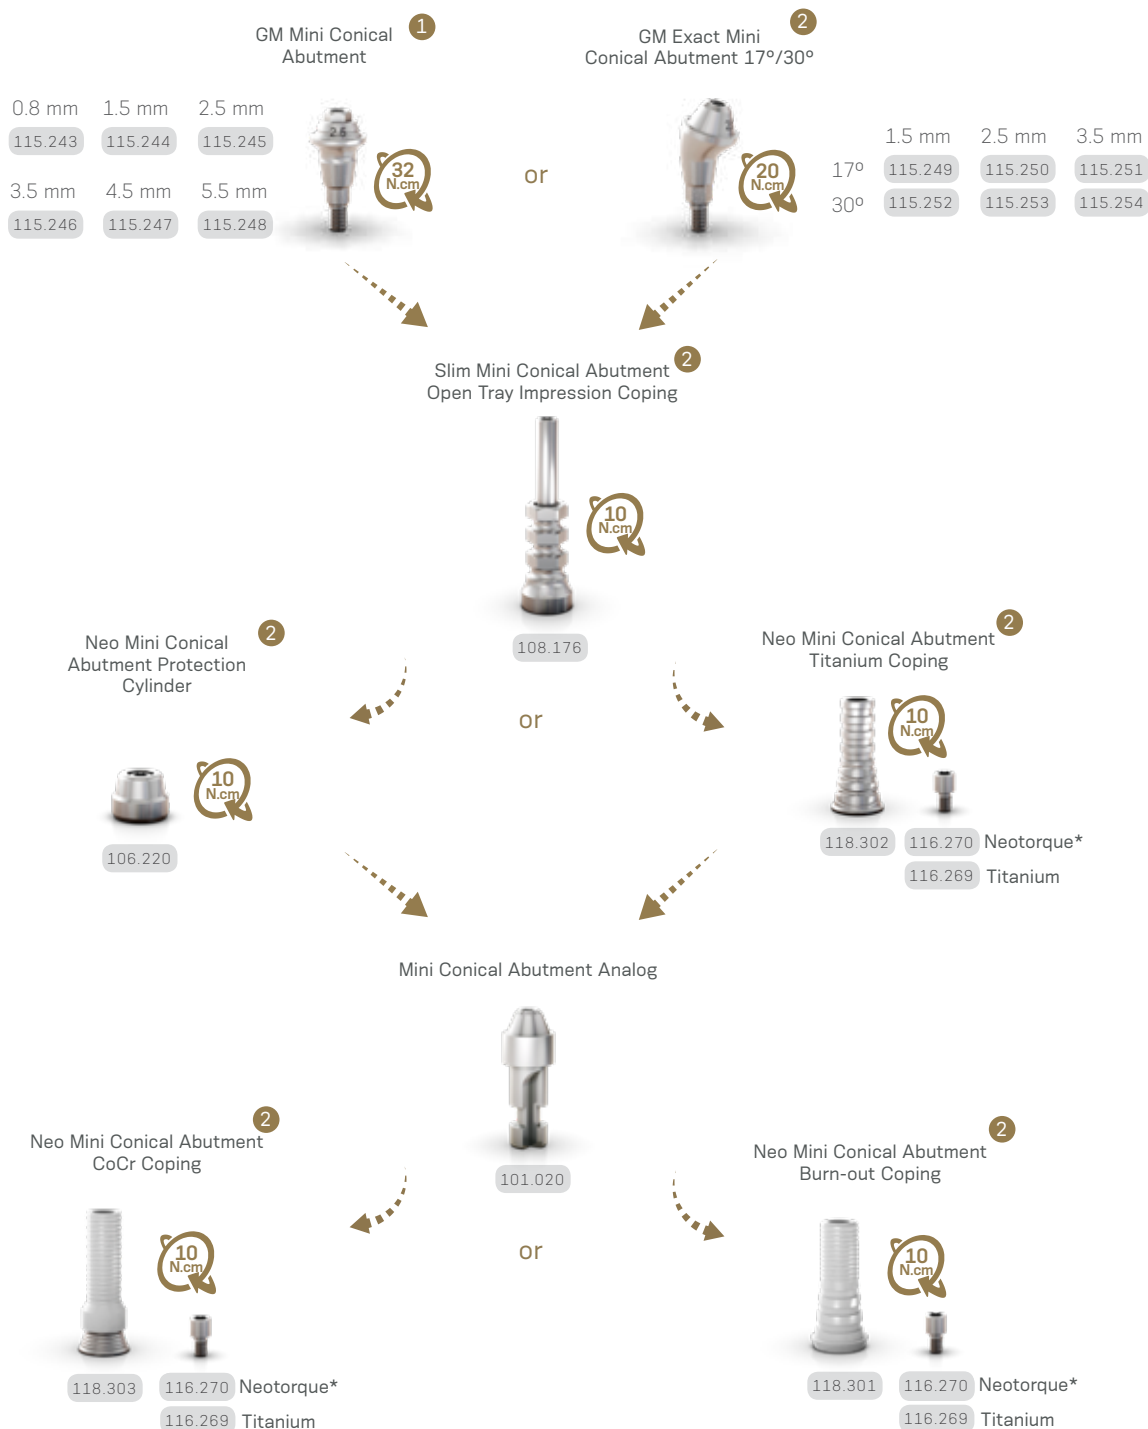 GM Mini Conical
Abutment
1
0.8 mm 1.5 mm 2.5 mm
115.243 115.244 115.245
3.5 mm 4.5 mm 5.5 mm
115.246 115.247 115.248
2.5
32
N.cm
or
GM Exact Mini
Conical Abutment 17º/30º
2
20
N.cm
1.5 mm 2.5 mm 3.5 mm
17º 115.249 115.250 115.251
30º 115.252 115.253 115.254
Slim Mini Conical Abutment
Open Tray Impression Coping
2
10
N.cm
108.176
Neo Mini Conical
Abutment Protection
Cylinder
2
10
N.cm
106.220
or
Neo Mini Conical Abutment
Titanium Coping
2
10
N.cm
118.302 116.270 Neotorque*
116.269 Titanium
Mini Conical Abutment Analog
101.020
Neo Mini Conical Abutment
CoCr Coping
2
10
N.cm
118.303 116.270 Neotorque*
116.269 Titanium
or
Neo Mini Conical Abutment
Burn-out Coping
2
10
N.cm
118.301 116.270 Neotorque*
116.269 Titanium